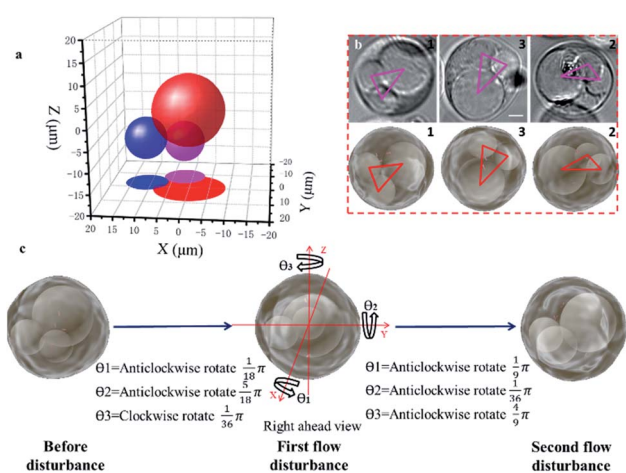 a
20
15
10
5
0
-5
-10
-15
-20
Z (μm)
20 15 10 5 0 -5 -10 -15 -20
X (μm)
-20
-10
0
10
20
Y (μm)
b
1
3
2
1
3
2
c
Θ3
Z
Θ2
Y
X
Θ1
Θ1=Anticlockwise rotate 1/18 π
Θ2=Anticlockwise rotate 5/18 π
Θ3=Clockwise rotate 1/36 π
Θ1=Anticlockwise rotate 1/9 π
Θ2=Anticlockwise rotate 1/36 π
Θ3=Anticlockwise rotate 4/9 π
Right ahead view
Before
disturbance
First flow
disturbance
Second flow
disturbance